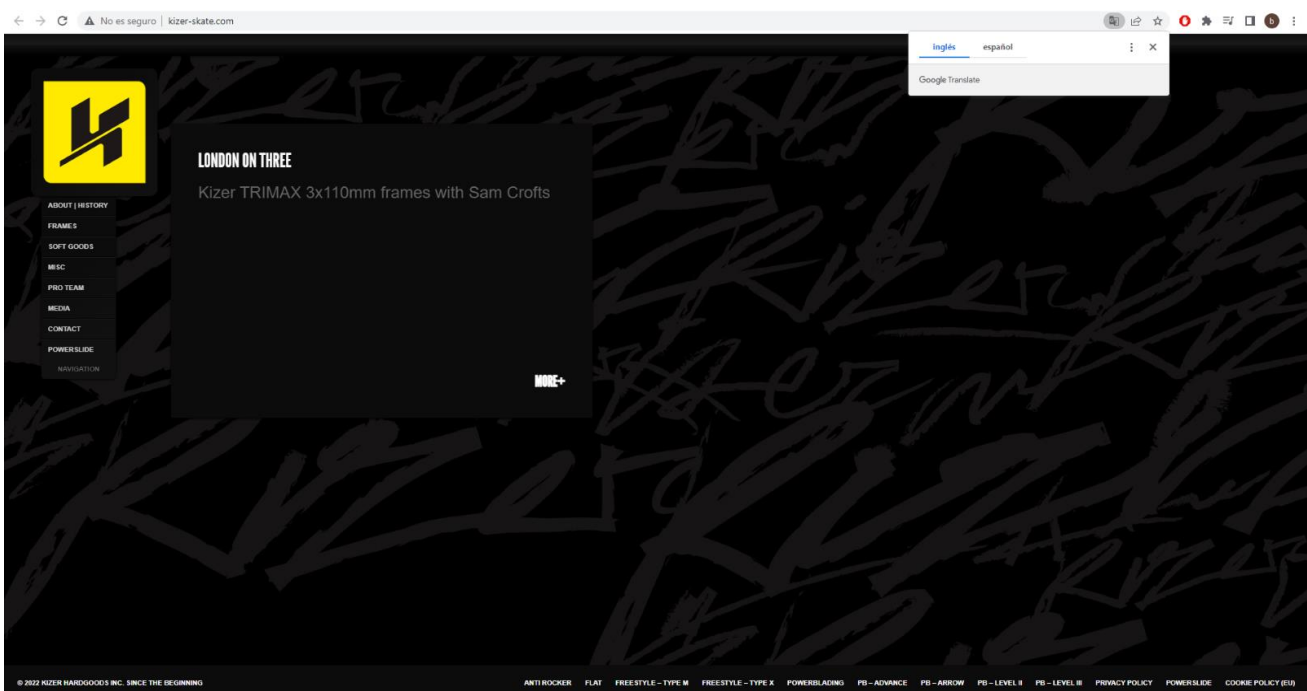 No es seguro | kizer-skate.com
inglés español
Google Translate
LONDON ON THREE
Kizer TRIMAX 3x110mm frames with Sam Crofts
ABOUT | HISTORY
FRAMES
SOFT GOODS
MISC
PRO TEAM
MEDIA
CONTACT
POWERSLIDE
NAVIGATION
MORE+
© 2022 KIZER HARDGOODS INC. SINCE THE BEGINNING
ANTI ROCKER FLAT FREESTYLE – TYPE M FREESTYLE – TYPE X POWERBLADING PB – ADVANCE PB – ARROW PB – LEVEL II PB – LEVEL III PRIVACY POLICY POWERSLIDE COOKIE POLICY (EU)